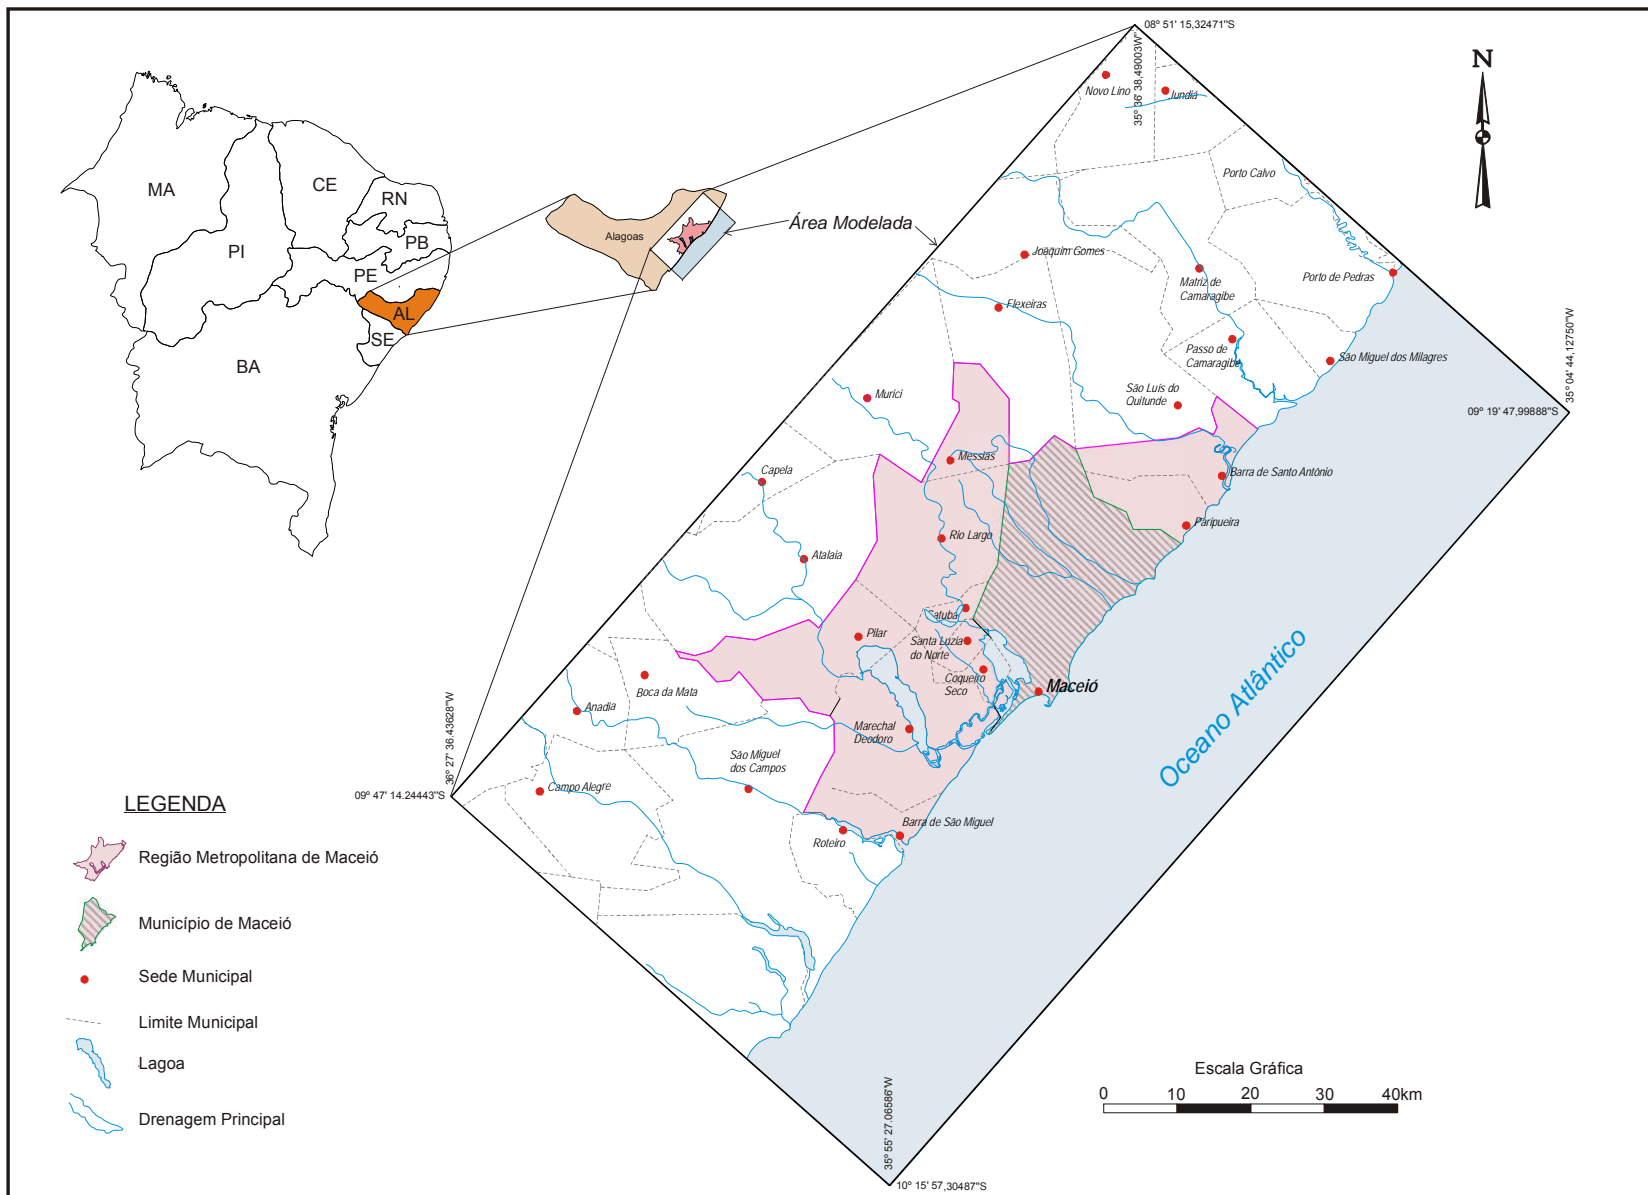 08º 51' 15,32471"S
35º 36' 38,49003W"
N
Novo Lino
Iundiá
MA
CE
RN
PI
PB
PE
AL
SE
BA
Alagoas
Área Modelada
Porto Calvo
Joaquim Gomes
Matriz de
Camaragibe
Porto de Pedras
Flexeiras
Passo de
Camaragibe
São Miguel dos Milagres
35º 04' 44,12750"W
09º 19' 47,99888"S
Murici
São Luis do
Quitunde
Messias
Capela
Barra de Santo Antônio
Paripueira
Rio Largo
Atalaia
Satuba
Pilar
Santa Luzia
do Norte
Coqueiro
Seco
Maceió
Boca da Mata
Anadia
Marechal
Deodoro
São Miguel
dos Campos
Campo Alegre
Oceano Atlântico
36º 27' 36.43628"W
09º 47' 14.24443"S
Roteiro
Barra de São Miguel
LEGENDA
Região Metropolitana de Maceió
Município de Maceió
Sede Municipal
Limite Municipal
Lagoa
Drenagem Principal
Escala Gráfica
0 10 20 30 40km
35º 55' 27.06586"W
10º 15' 57,30487"S